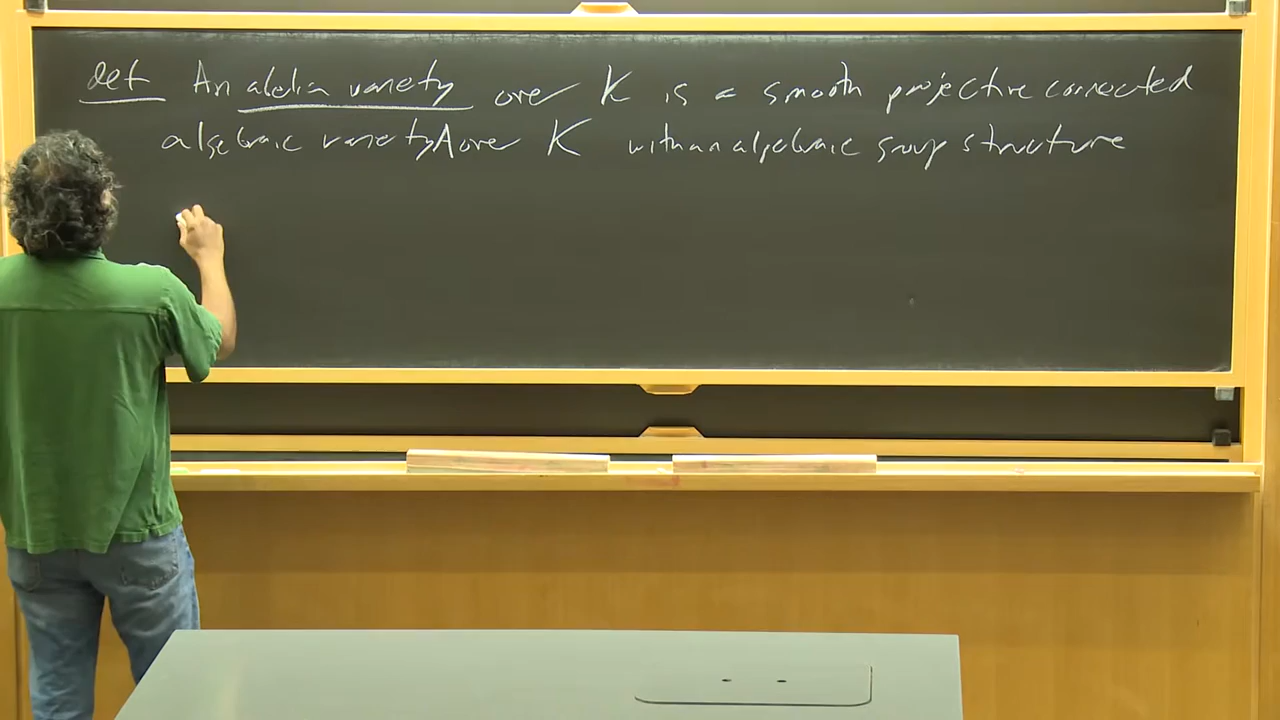 def An abelian variety over K is a smooth projective connected
algebraic variety A over K with an algebraic group structure